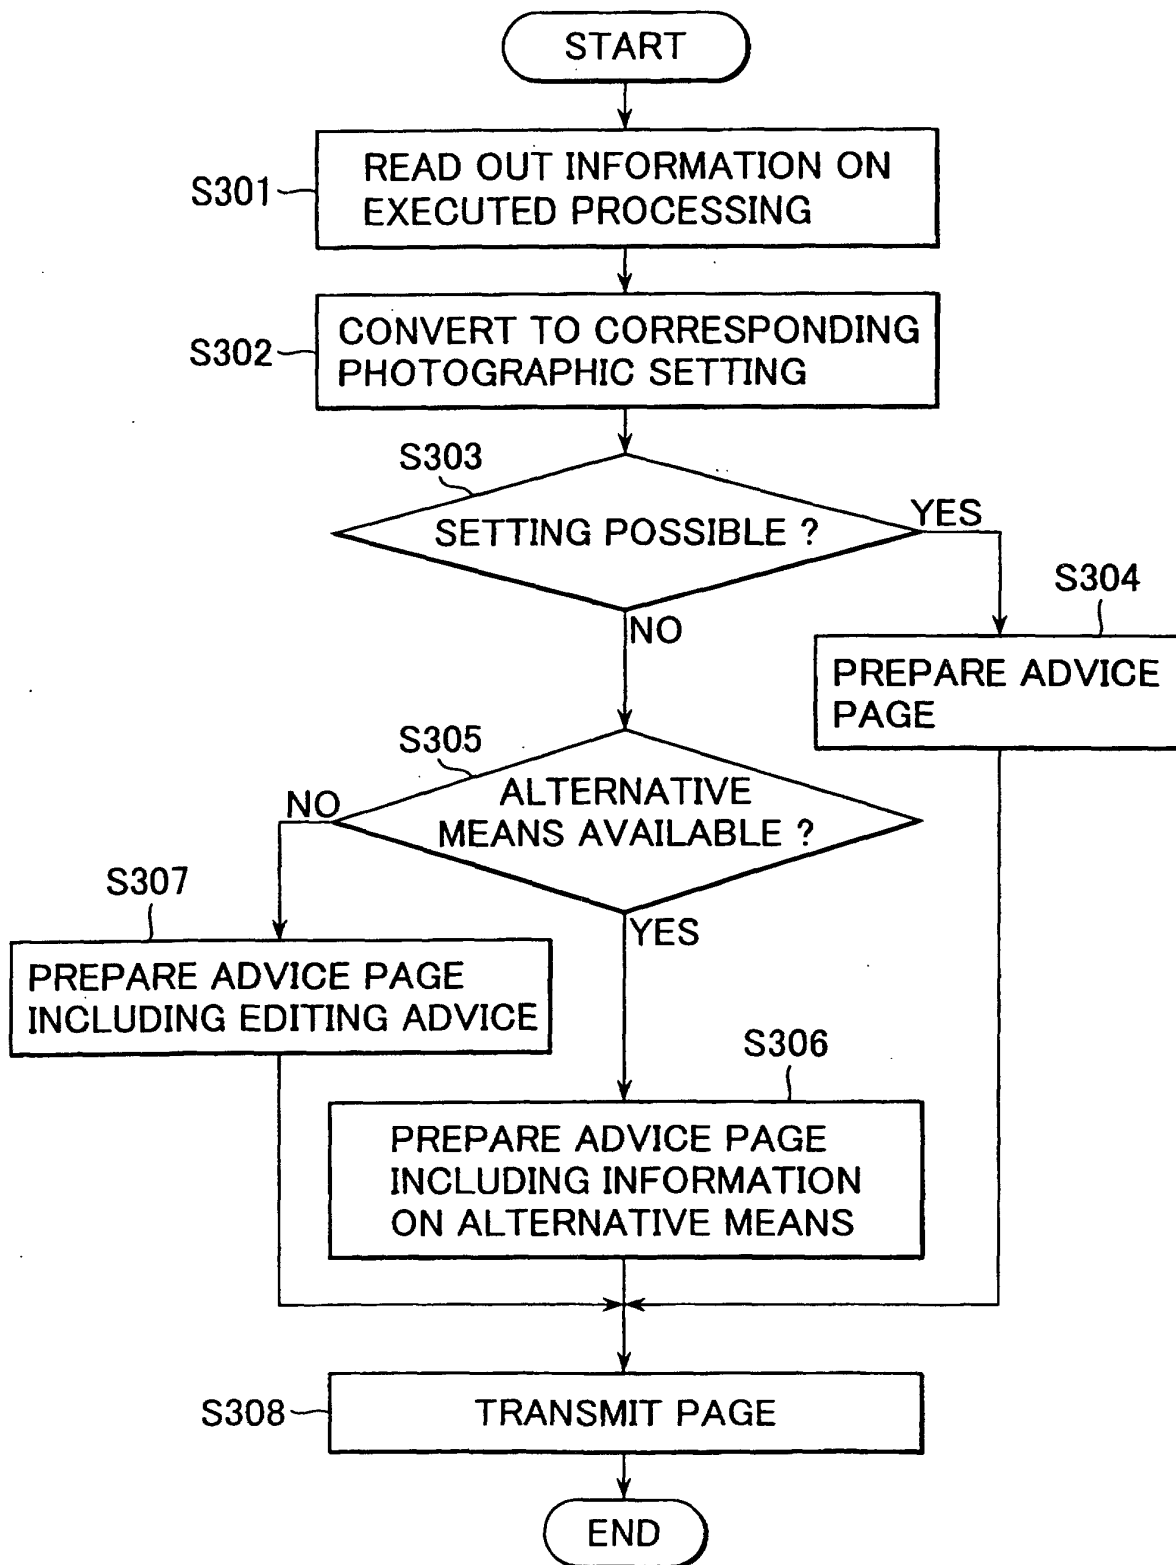 START
S301
READ OUT INFORMATION ON
EXECUTED PROCESSING
S302
CONVERT TO CORRESPONDING
PHOTOGRAPHIC SETTING
S303
SETTING POSSIBLE ?
YES
NO
S304
PREPARE ADVICE
PAGE
S305
ALTERNATIVE
MEANS AVAILABLE ?
NO
YES
S307
PREPARE ADVICE PAGE
INCLUDING EDITING ADVICE
S306
PREPARE ADVICE PAGE
INCLUDING INFORMATION
ON ALTERNATIVE MEANS
S308
TRANSMIT PAGE
END